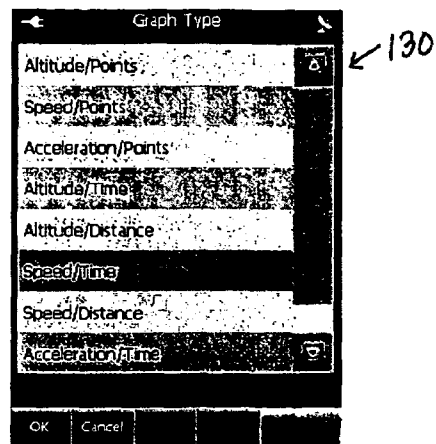 Graph Type
130
Altitude/Points
Speed/Points
Acceleration/Points
Altitude/Time
Altitude/Distance
Speed/Time
Speed/Distance
Acceleration/Time
OK Cancel